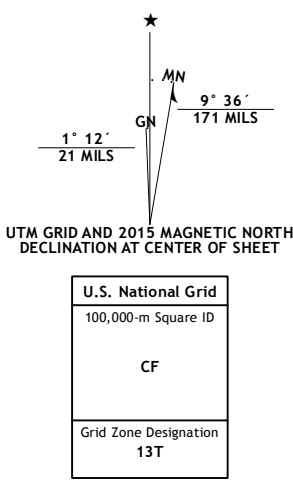 ★
MN
GN
9° 36´
171 MILS
1° 12´
21 MILS
UTM GRID AND 2015 MAGNETIC NORTH
DECLINATION AT CENTER OF SHEET
U.S. National Grid
100,000-m Square ID
CF
Grid Zone Designation
13T